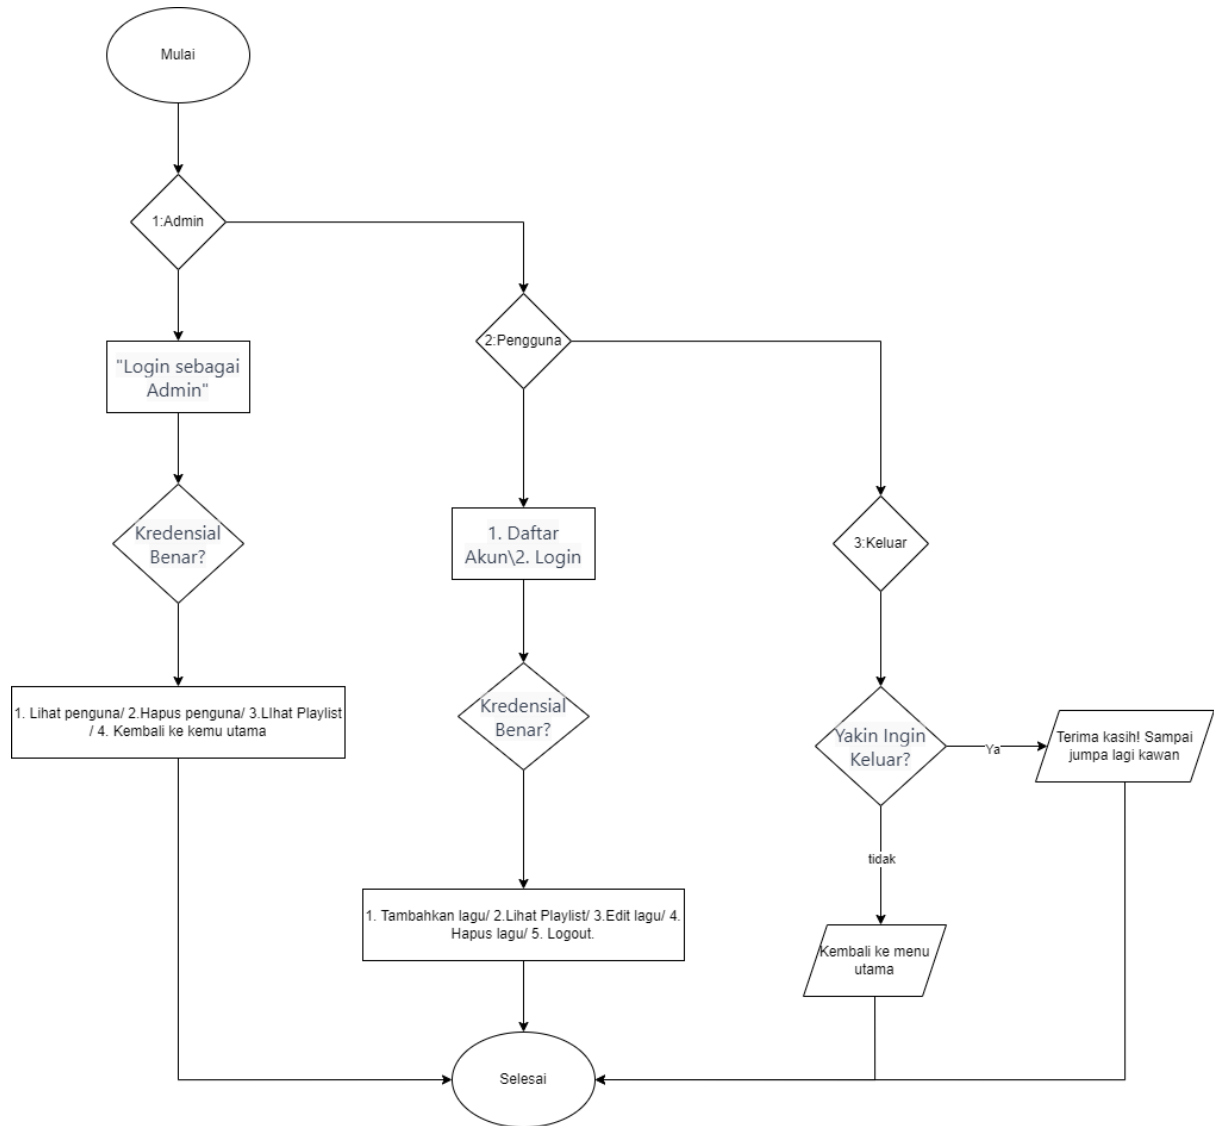 Mulai
1:Admin
"Login sebagai
Admin"
Kredensial
Benar?
1. Lihat penguna/ 2.Hapus penguna/ 3.LIhat Playlist
/ 4. Kembali ke kemu utama
2:Pengguna
1. Daftar
Akun\2. Login
Kredensial
Benar?
1. Tambahkan lagu/ 2.Lihat Playlist/ 3.Edit lagu/ 4.
Hapus lagu/ 5. Logout.
3:Keluar
Yakin Ingin
Keluar?
Ya
Terima kasih! Sampai
jumpa lagi kawan
tidak
Kembali ke menu
utama
Selesai